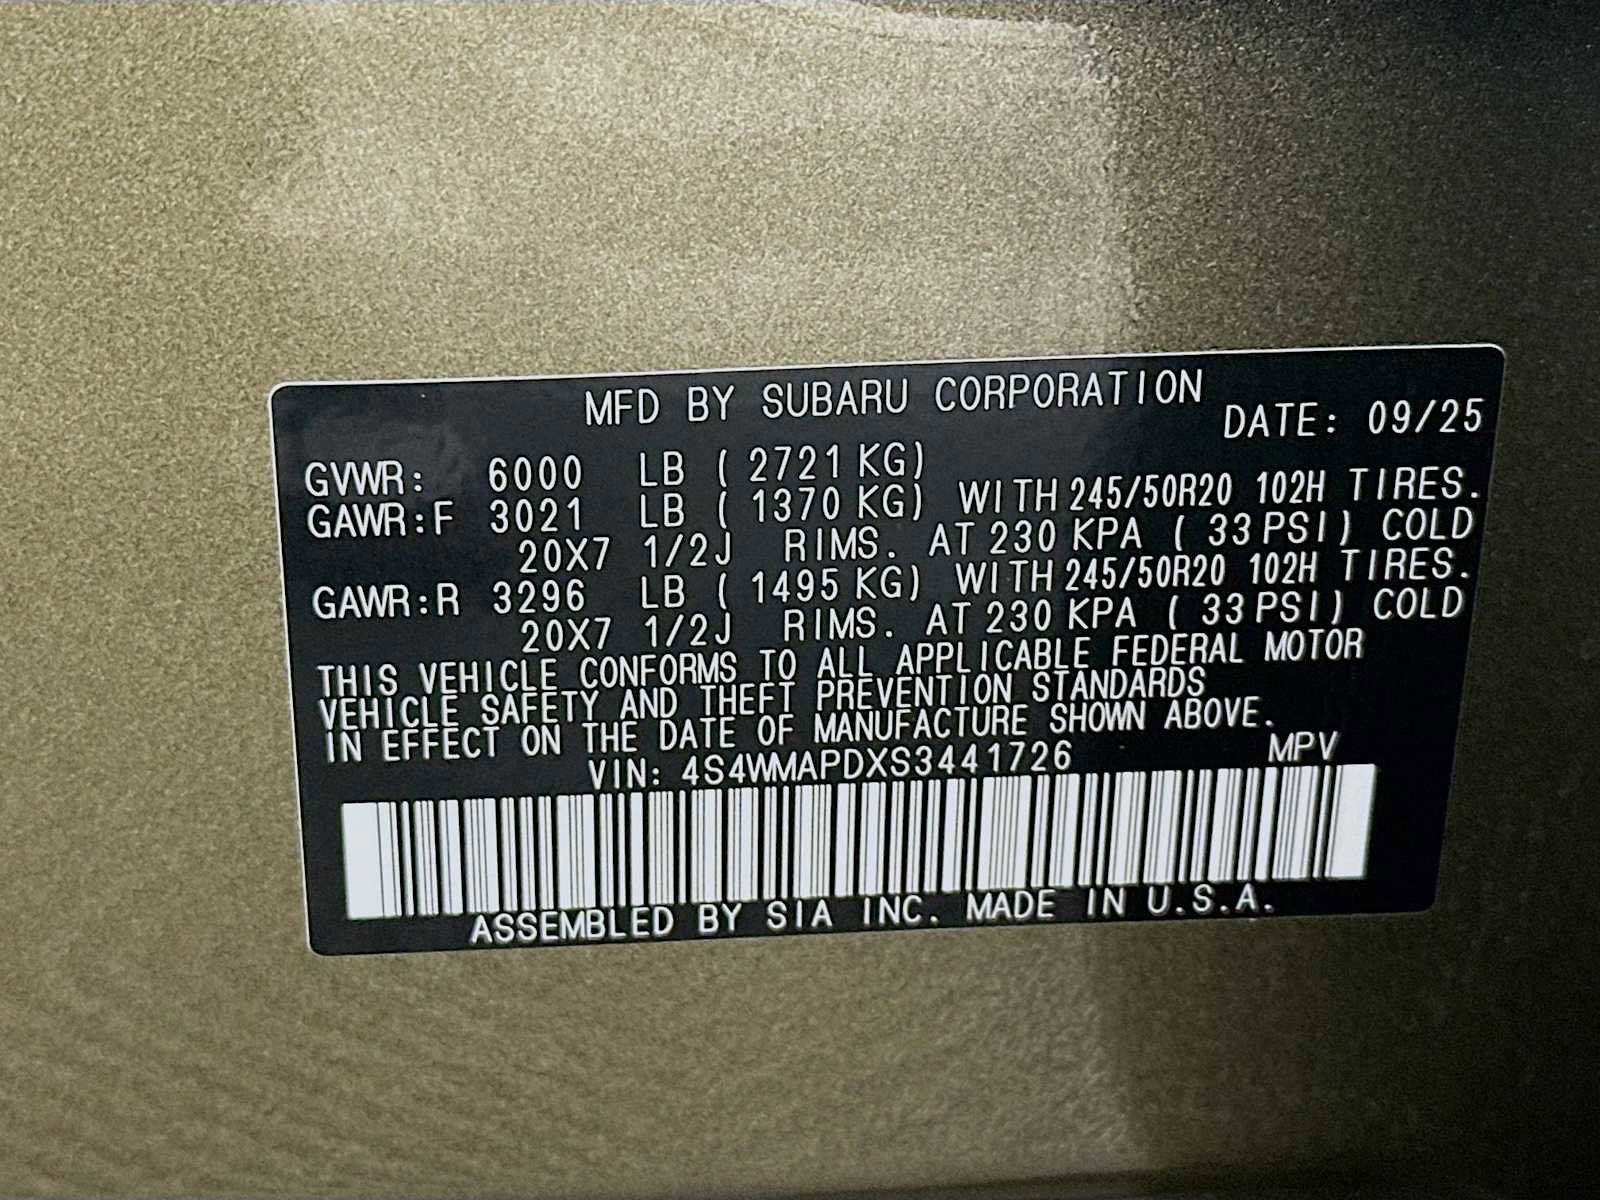 MFD BY SUBARU CORPORATION
DATE: 09/25
GVWR: 6000 LB ( 2721 KG)
GAWR:F 3021 LB ( 1370 KG) WITH 245/50R20 102H TIRES.
20X7 1/2J RIMS. AT 230 KPA ( 33 PSI) COLD
GAWR:R 3296 LB ( 1495 KG) WITH 245/50R20 102H TIRES.
20X7 1/2J RIMS. AT 230 KPA ( 33 PSI) COLD
THIS VEHICLE CONFORMS TO ALL APPLICABLE FEDERAL MOTOR
VEHICLE SAFETY AND THEFT PREVENTION STANDARDS
IN EFFECT ON THE DATE OF MANUFACTURE SHOWN ABOVE.
VIN: 4S4WMAPDXS3441726 MPV
ASSEMBLED BY SIA INC. MADE IN U.S.A.